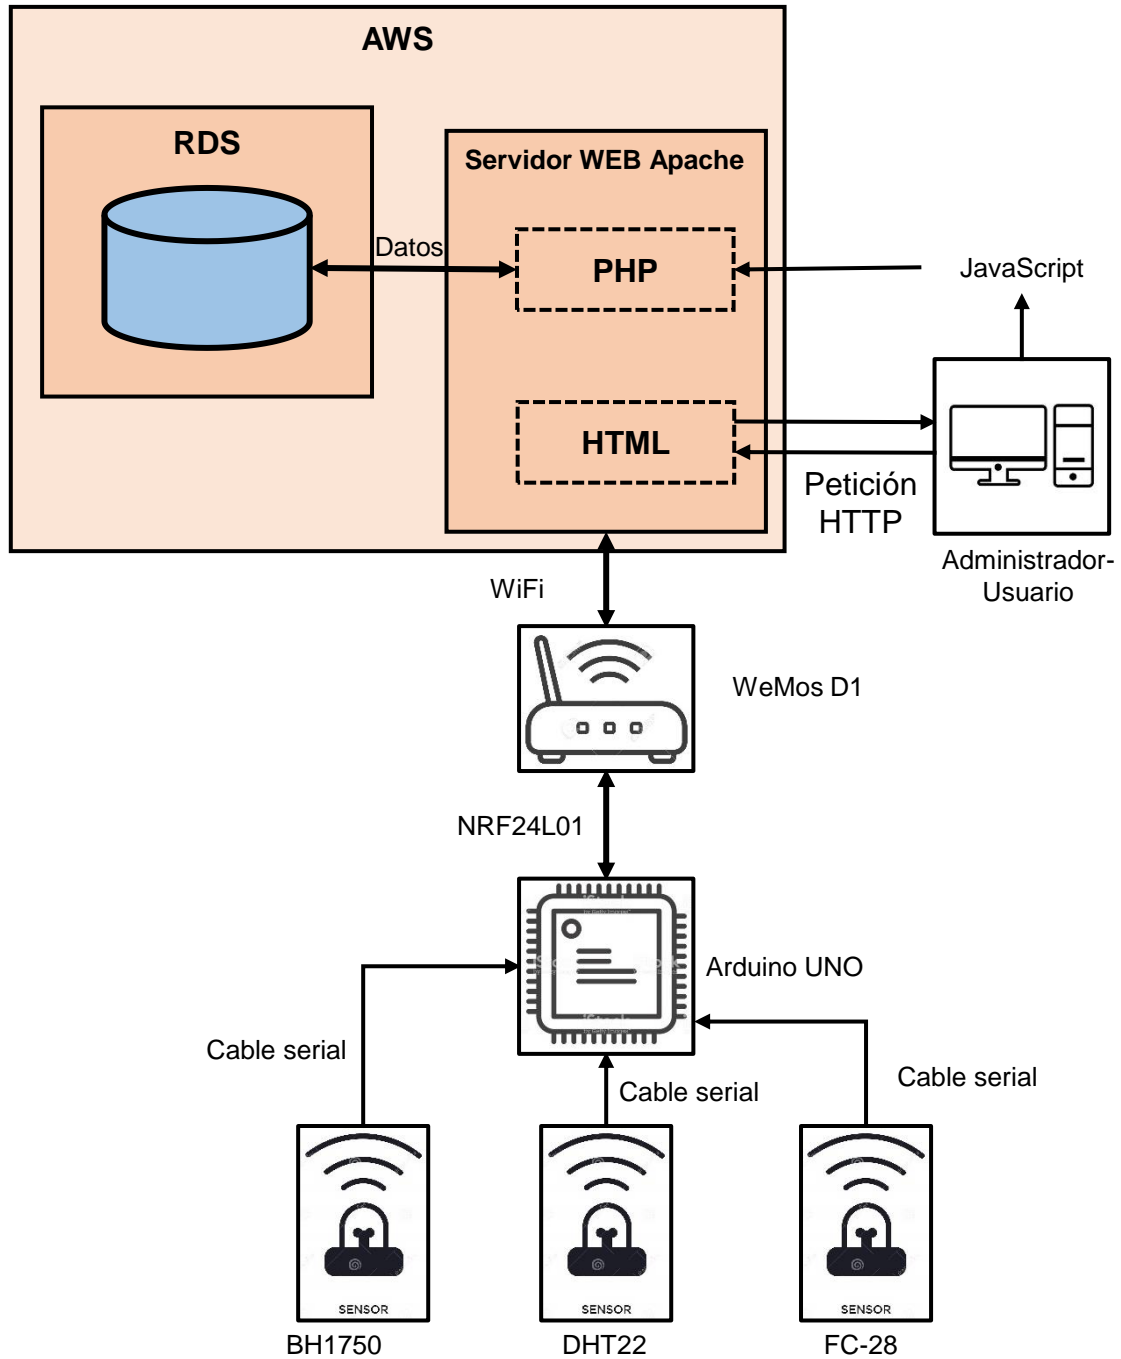 AWS
RDS
Servidor WEB Apache
Datos
PHP
JavaScript
HTML
Petición
HTTP
Administrador-
Usuario
WiFi
WeMos D1
NRF24L01
Arduino UNO
Cable serial
Cable serial
Cable serial
SENSOR
SENSOR
SENSOR
BH1750
DHT22
FC-28